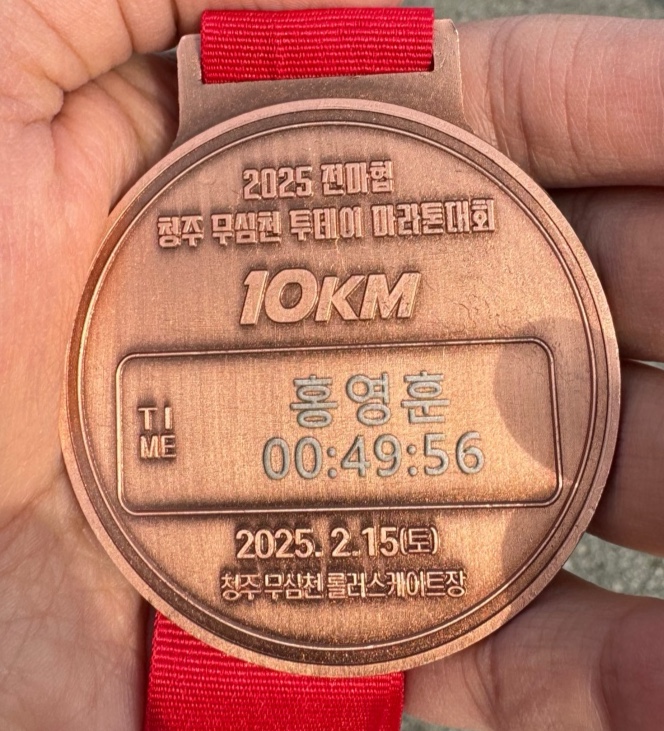 2025 전마협
청주 무심천 투데이 마라톤대회
10KM
TI
ME
홍영훈
00:49:56
2025. 2.15(토)
청주 무심천 롤러스케이트장